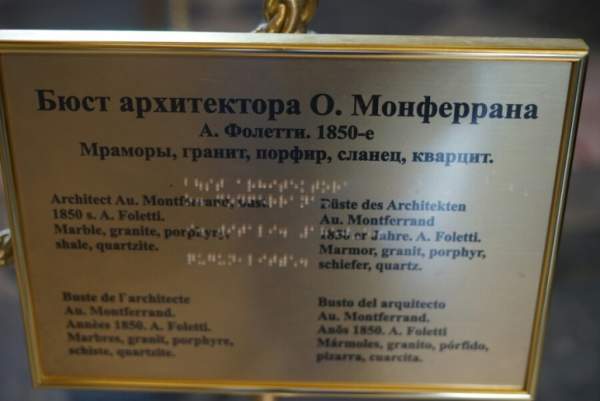 Бюст архитектора О. Монферрана
А. Фолетти. 1850-е
Мраморы, гранит, порфир, сланец, кварцит.
Architect Au. Montferrand, bust.
1850 s. A. Foletti.
Marble, granite, porphyry,
shale, quartzite.
Büste des Architekten
Au. Montferrand
1850 er Jahre. A. Foletti.
Marmor, granit, porphyr,
schiefer, quartz.
Buste de l`architecte
Au. Montferrand.
Annèes 1850. A. Foletti.
Marbres, granit, porphyre,
schiste, quartzite.
Busto del arquitecto
Au. Montferrand.
Anõs 1850. A. Foletti
Mármoles, granito, pórfido,
pizarra, cuarcita.